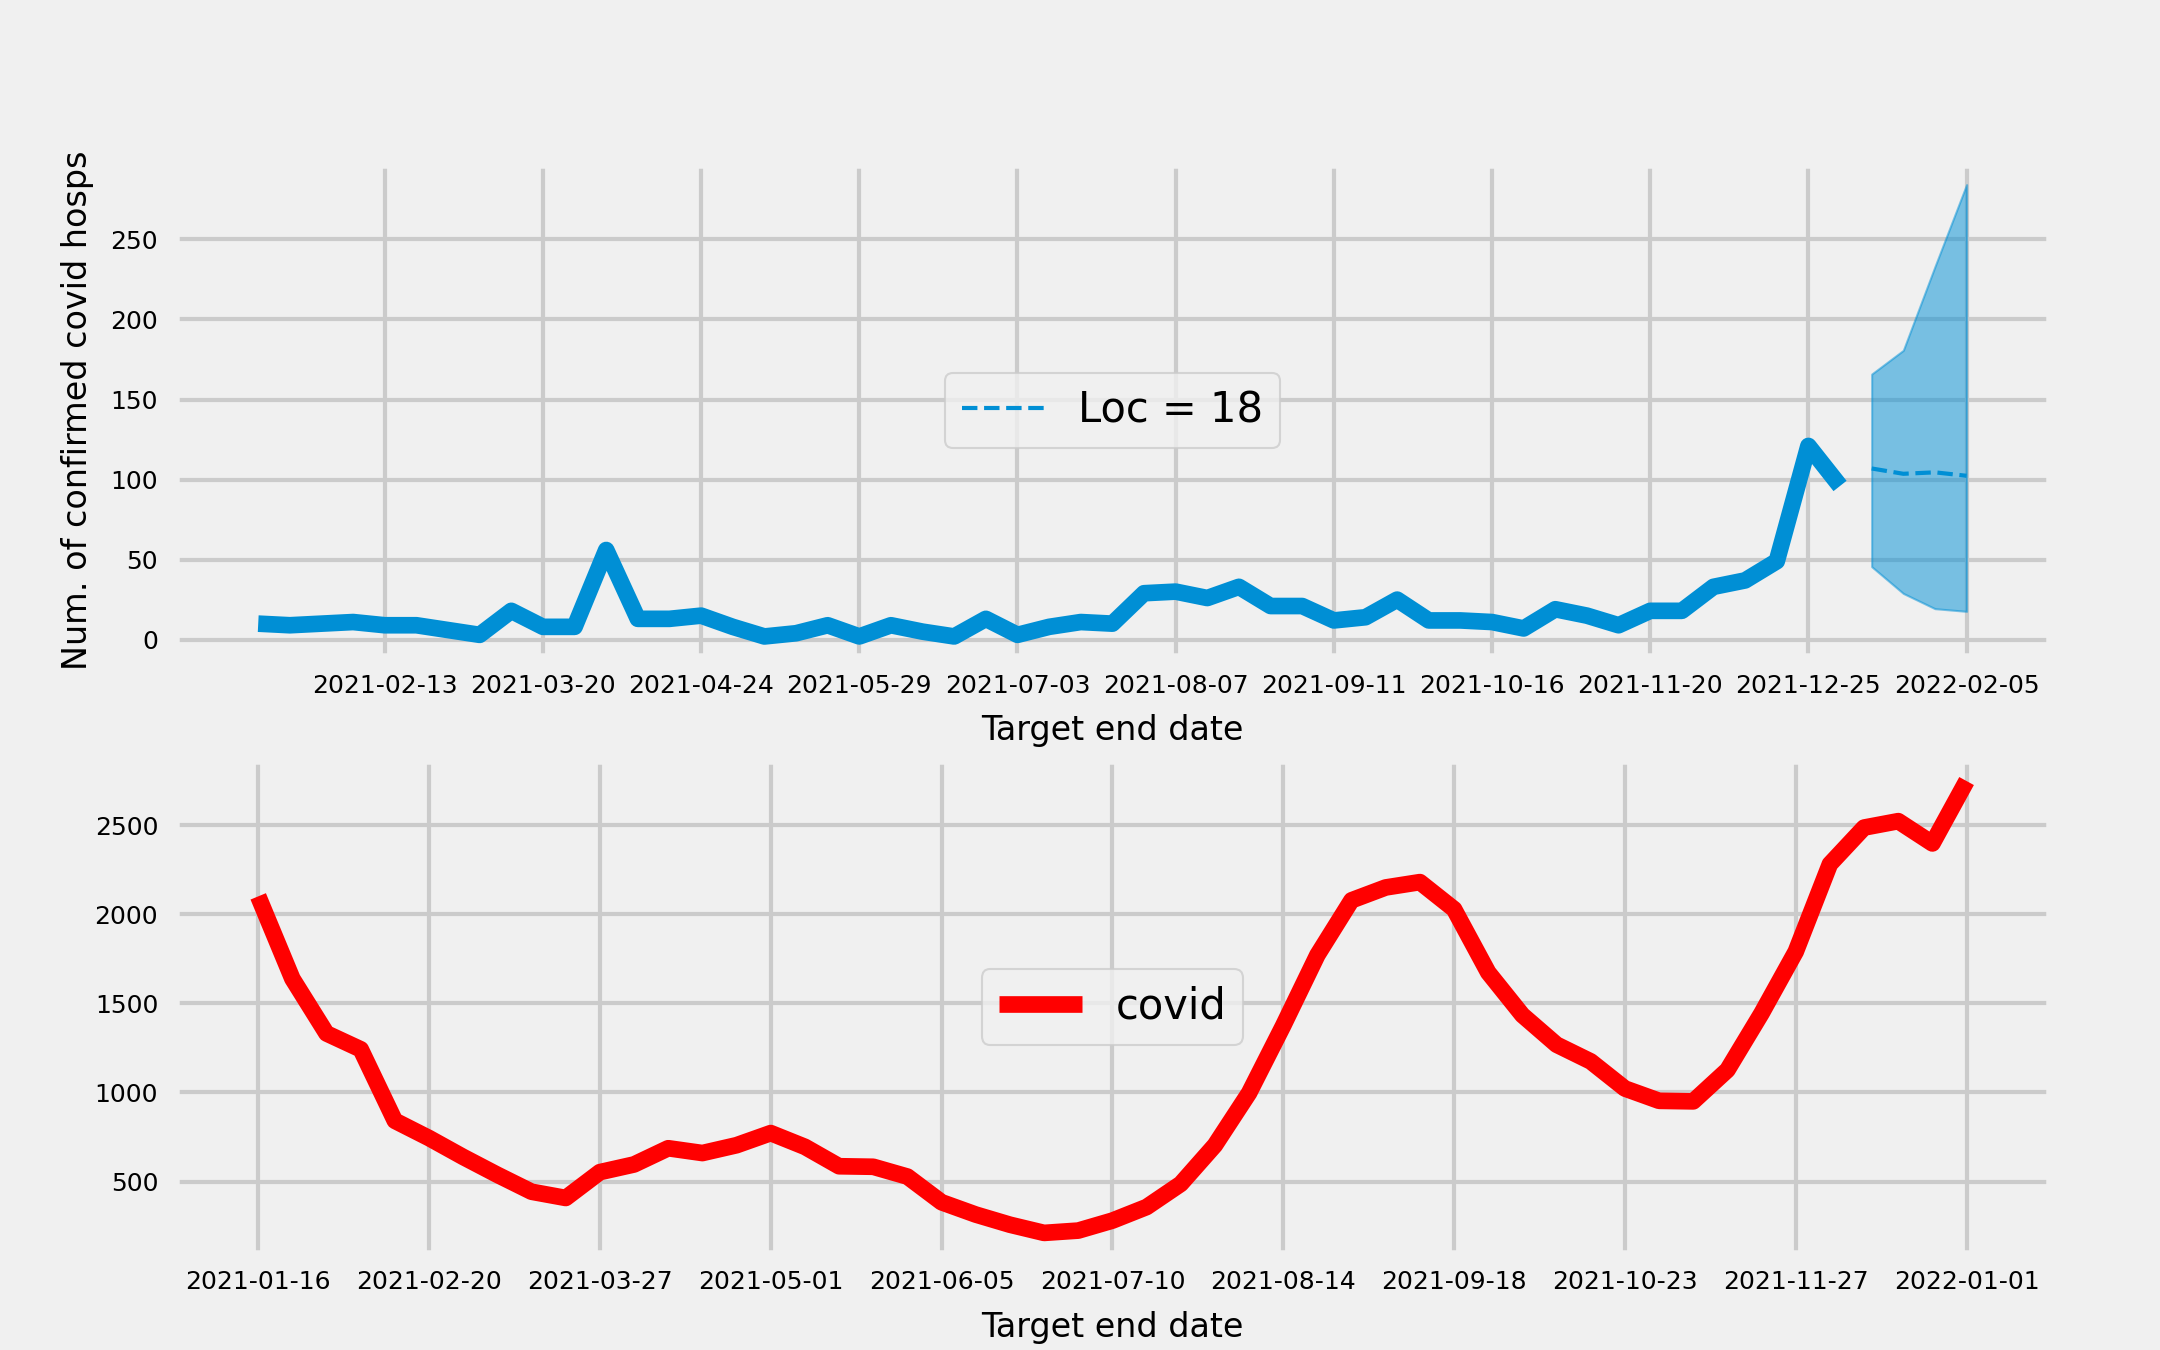 Num. of confirmed covid hosps
250
200
150
100
50
0
Loc = 18
2021-02-13 2021-03-20 2021-04-24 2021-05-29 2021-07-03 2021-08-07 2021-09-11 2021-10-16 2021-11-20 2021-12-25 2022-02-05
Target end date
2500
2000
1500
1000
500
covid
2021-01-16 2021-02-20 2021-03-27 2021-05-01 2021-06-05 2021-07-10 2021-08-14 2021-09-18 2021-10-23 2021-11-27 2022-01-01
Target end date